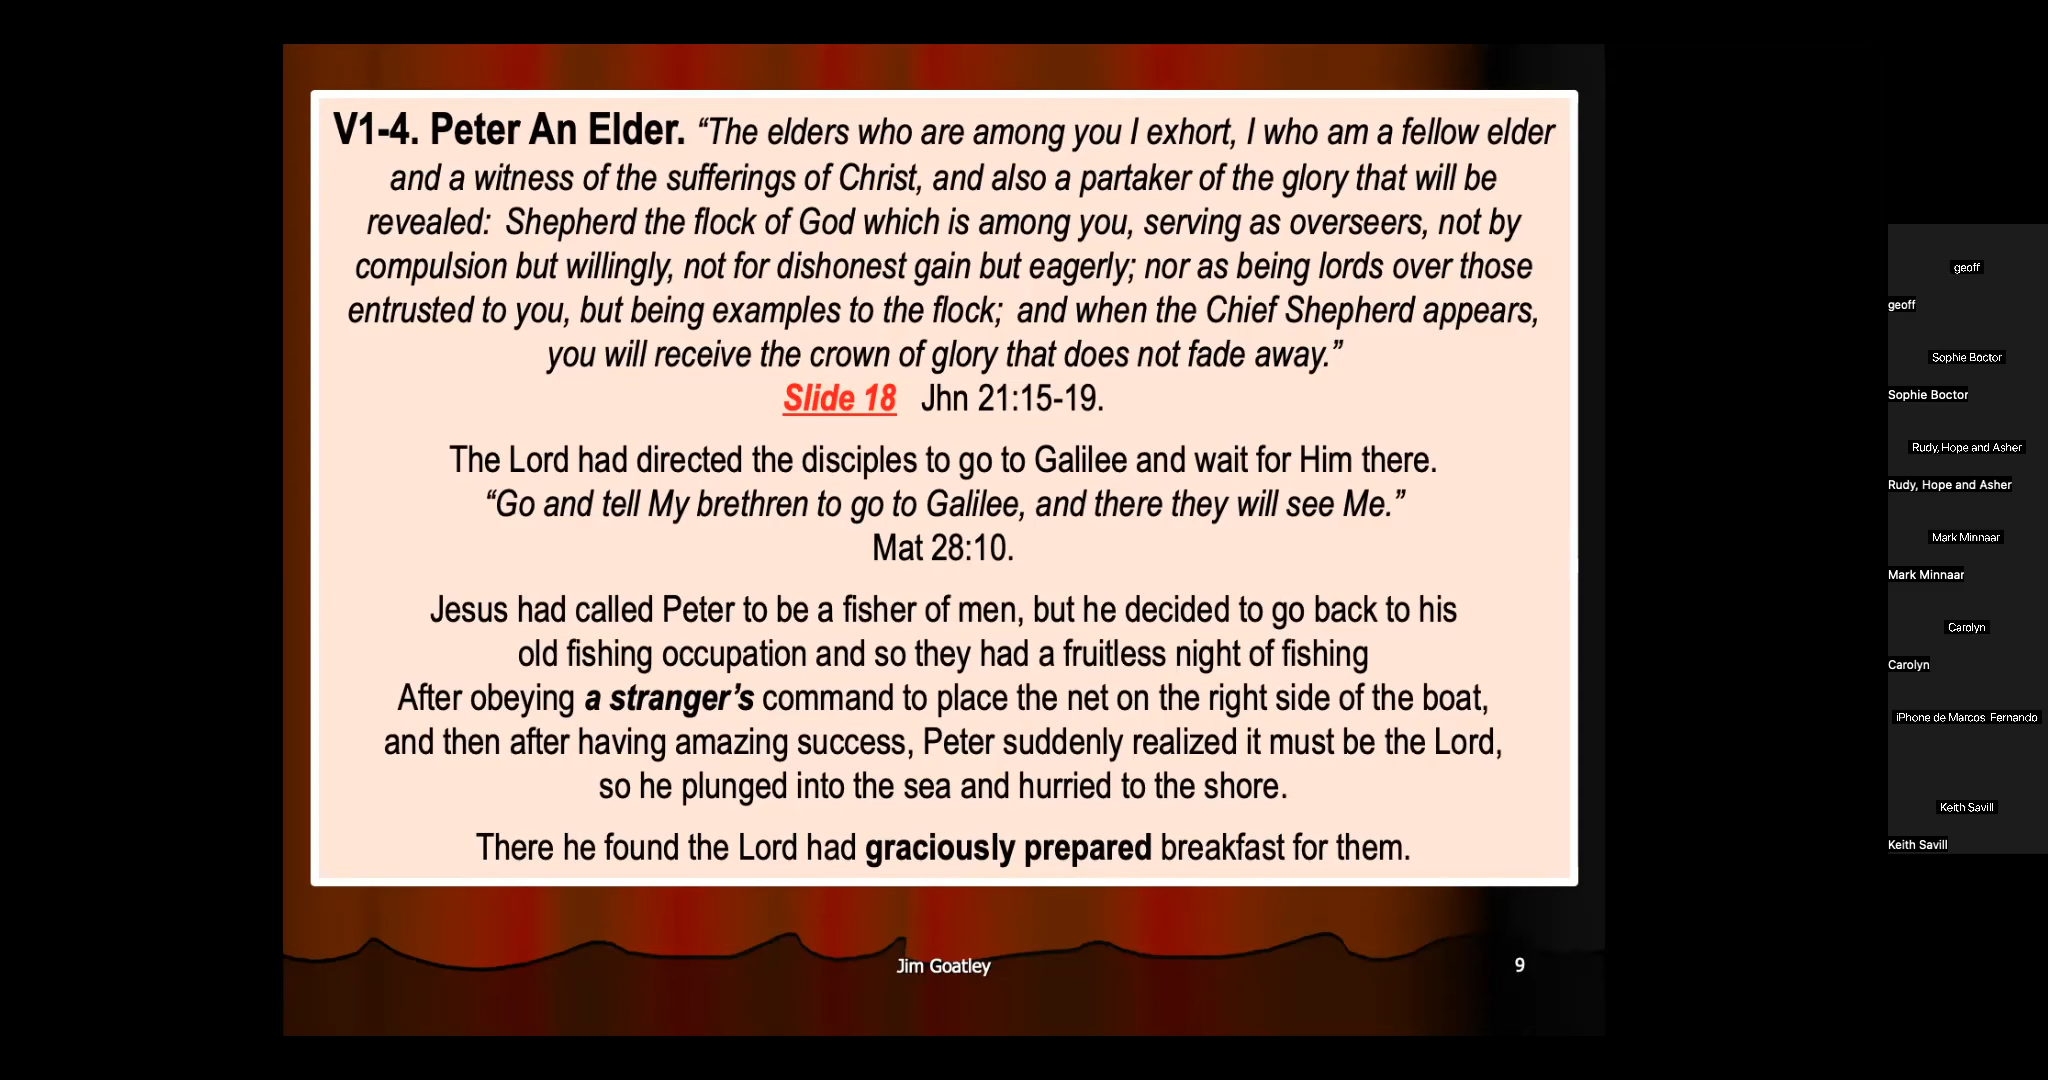 V1-4. Peter An Elder. “The elders who are among you I exhort, I who am a fellow elder
and a witness of the sufferings of Christ, and also a partaker of the glory that will be
revealed: Shepherd the flock of God which is among you, serving as overseers, not by
compulsion but willingly, not for dishonest gain but eagerly; nor as being lords over those
entrusted to you, but being examples to the flock; and when the Chief Shepherd appears,
you will receive the crown of glory that does not fade away.”
Slide 18 Jhn 21:15-19.
The Lord had directed the disciples to go to Galilee and wait for Him there.
“Go and tell My brethren to go to Galilee, and there they will see Me.”
Mat 28:10.
Jesus had called Peter to be a fisher of men, but he decided to go back to his
old fishing occupation and so they had a fruitless night of fishing
After obeying a stranger’s command to place the net on the right side of the boat,
and then after having amazing success, Peter suddenly realized it must be the Lord,
so he plunged into the sea and hurried to the shore.
There he found the Lord had graciously prepared breakfast for them.
Jim Goatley
9
geoff
geoff
Sophie Boctor
Sophie Boctor
Rudy, Hope and Asher
Rudy, Hope and Asher
Mark Minnaar
Mark Minnaar
Carolyn
Carolyn
iPhone de Marcos Fernando
Keith Savill
Keith Savill